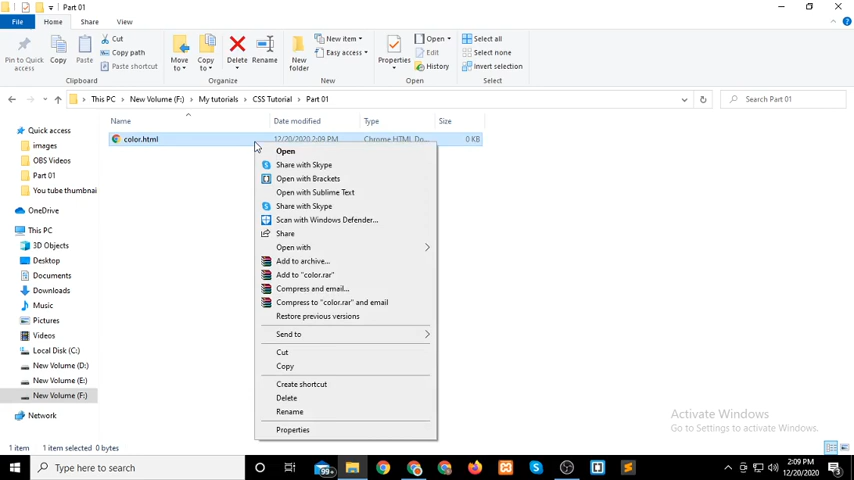 Part 01
File Home Share View
Pin to Quick access
Copy
Paste
Cut
Copy path
Paste shortcut
Clipboard
Move to
Copy to
Delete
Rename
Organize
New folder
New item
Easy access
New
Properties
Open
Edit
History
Open
Select all
Select none
Invert selection
Select
This PC New Volume (F:) My tutorials CSS Tutorial Part 01
Search Part 01
Name Date modified Type Size
color.html 12/20/2020 2:09 PM Chrome HTML Do... 0 KB
Quick access
images
OBS Videos
Part 01
You tube thumbnai
OneDrive
This PC
3D Objects
Desktop
Documents
Downloads
Music
Pictures
Videos
Local Disk (C:)
New Volume (D:)
New Volume (E:)
New Volume (F:)
Network
Open
Share with Skype
Open with Brackets
Open with Sublime Text
Share with Skype
Scan with Windows Defender...
Share
Open with
Add to archive...
Add to "color.rar"
Compress and email...
Compress to "color.rar" and email
Restore previous versions
Send to
Cut
Copy
Create shortcut
Delete
Rename
Properties
Activate Windows
Go to Settings to activate Windows.
1 item 1 item selected 0 bytes
Type here to search
99+
2:09 PM
12/20/2020
3